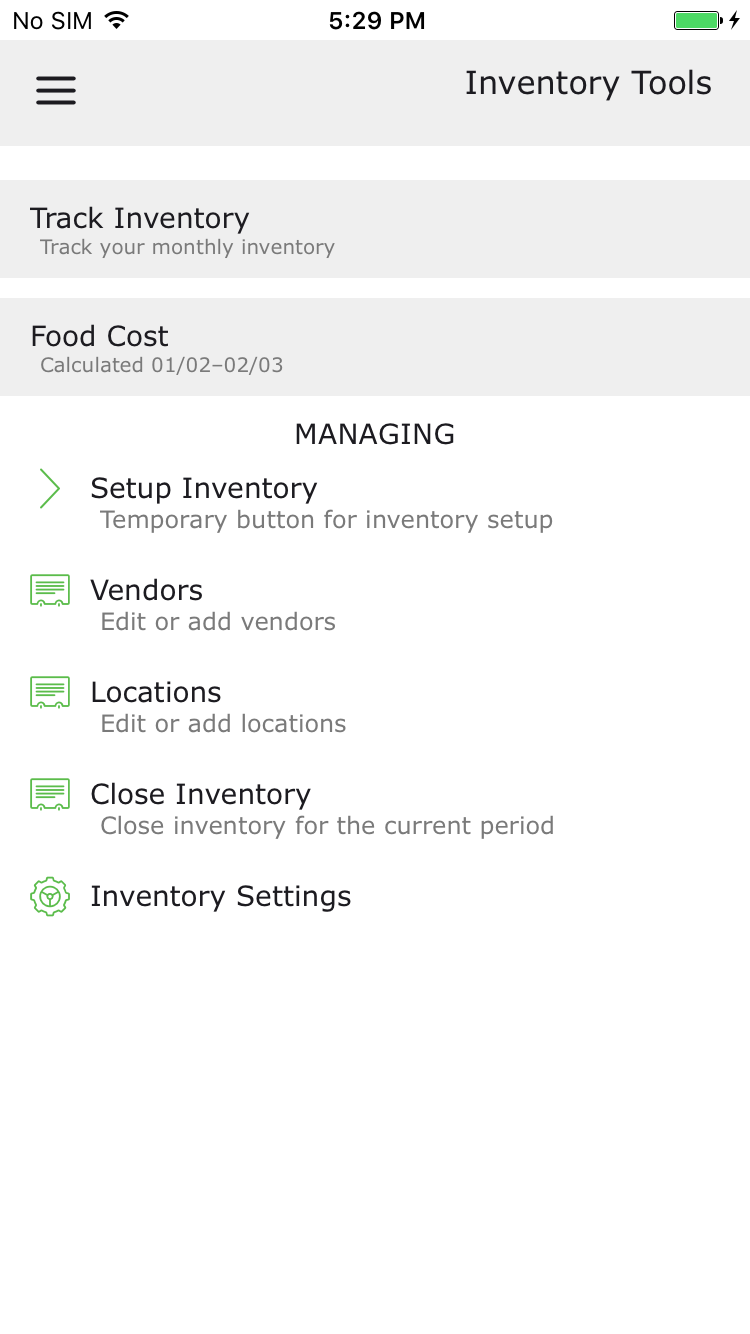 No SIM 5:29 PM
Inventory Tools
Track Inventory
Track your monthly inventory
Food Cost
Calculated 01/02–02/03
MANAGING
Setup Inventory
Temporary button for inventory setup
Vendors
Edit or add vendors
Locations
Edit or add locations
Close Inventory
Close inventory for the current period
Inventory Settings